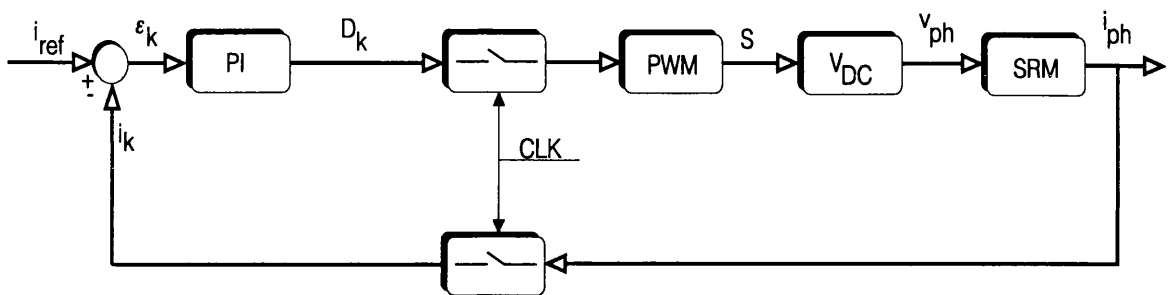 i_ref
ε_k
PI
D_k
PWM
S
V_DC
v_ph
SRM
i_ph
+
-
i_k
CLK